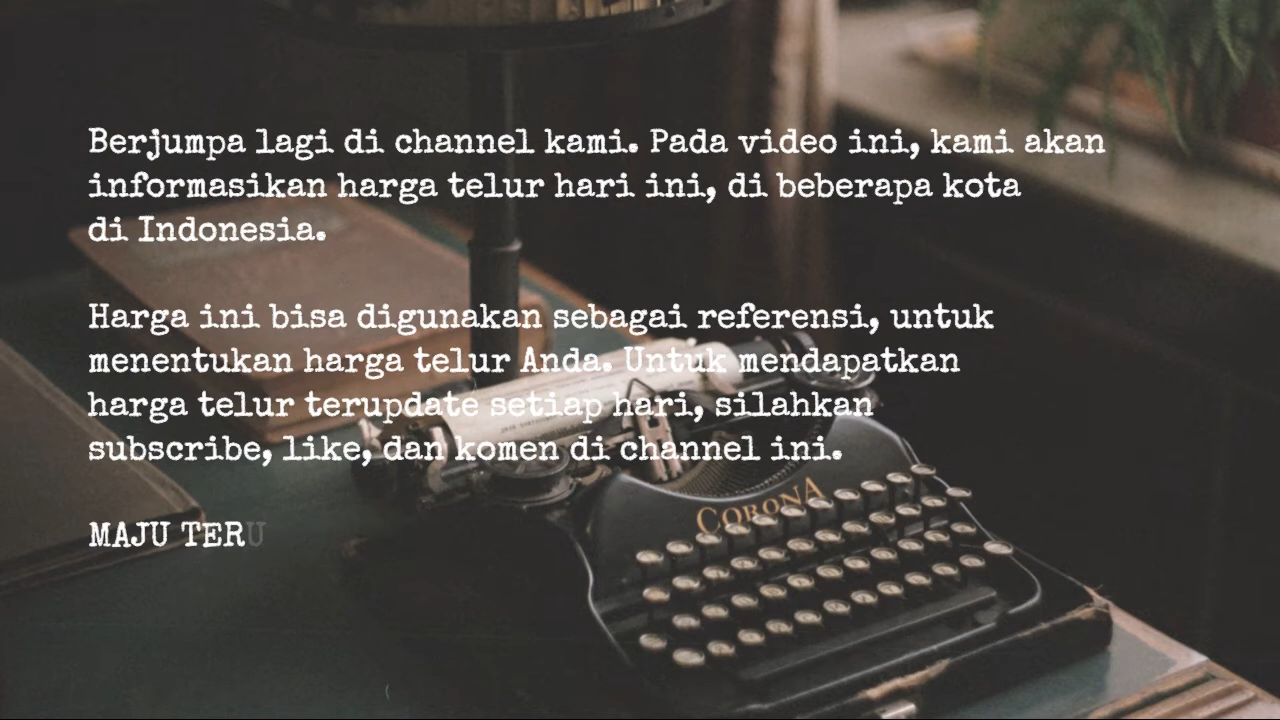 Berjumpa lagi di channel kami. Pada video ini, kami akan
informasikan harga telur hari ini, di beberapa kota
di Indonesia.
Harga ini bisa digunakan sebagai referensi, untuk
menentukan harga telur Anda. Untuk mendapatkan
harga telur terupdate setiap hari, silahkan
subscribe, like, dan komen di channel ini.
MAJU TERU
CORONA